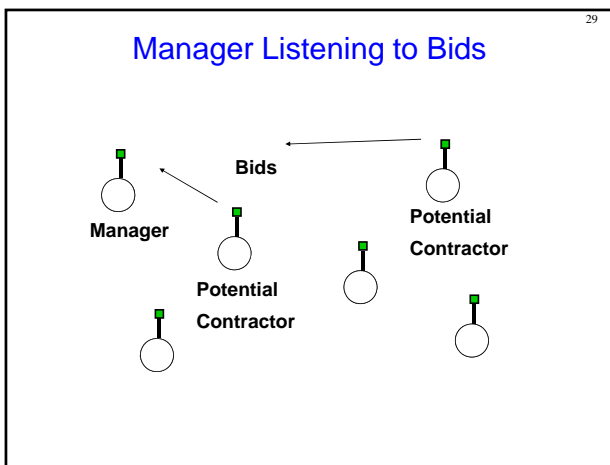 29
Manager Listening to Bids
Bids
Manager
Potential
Contractor
Potential
Contractor